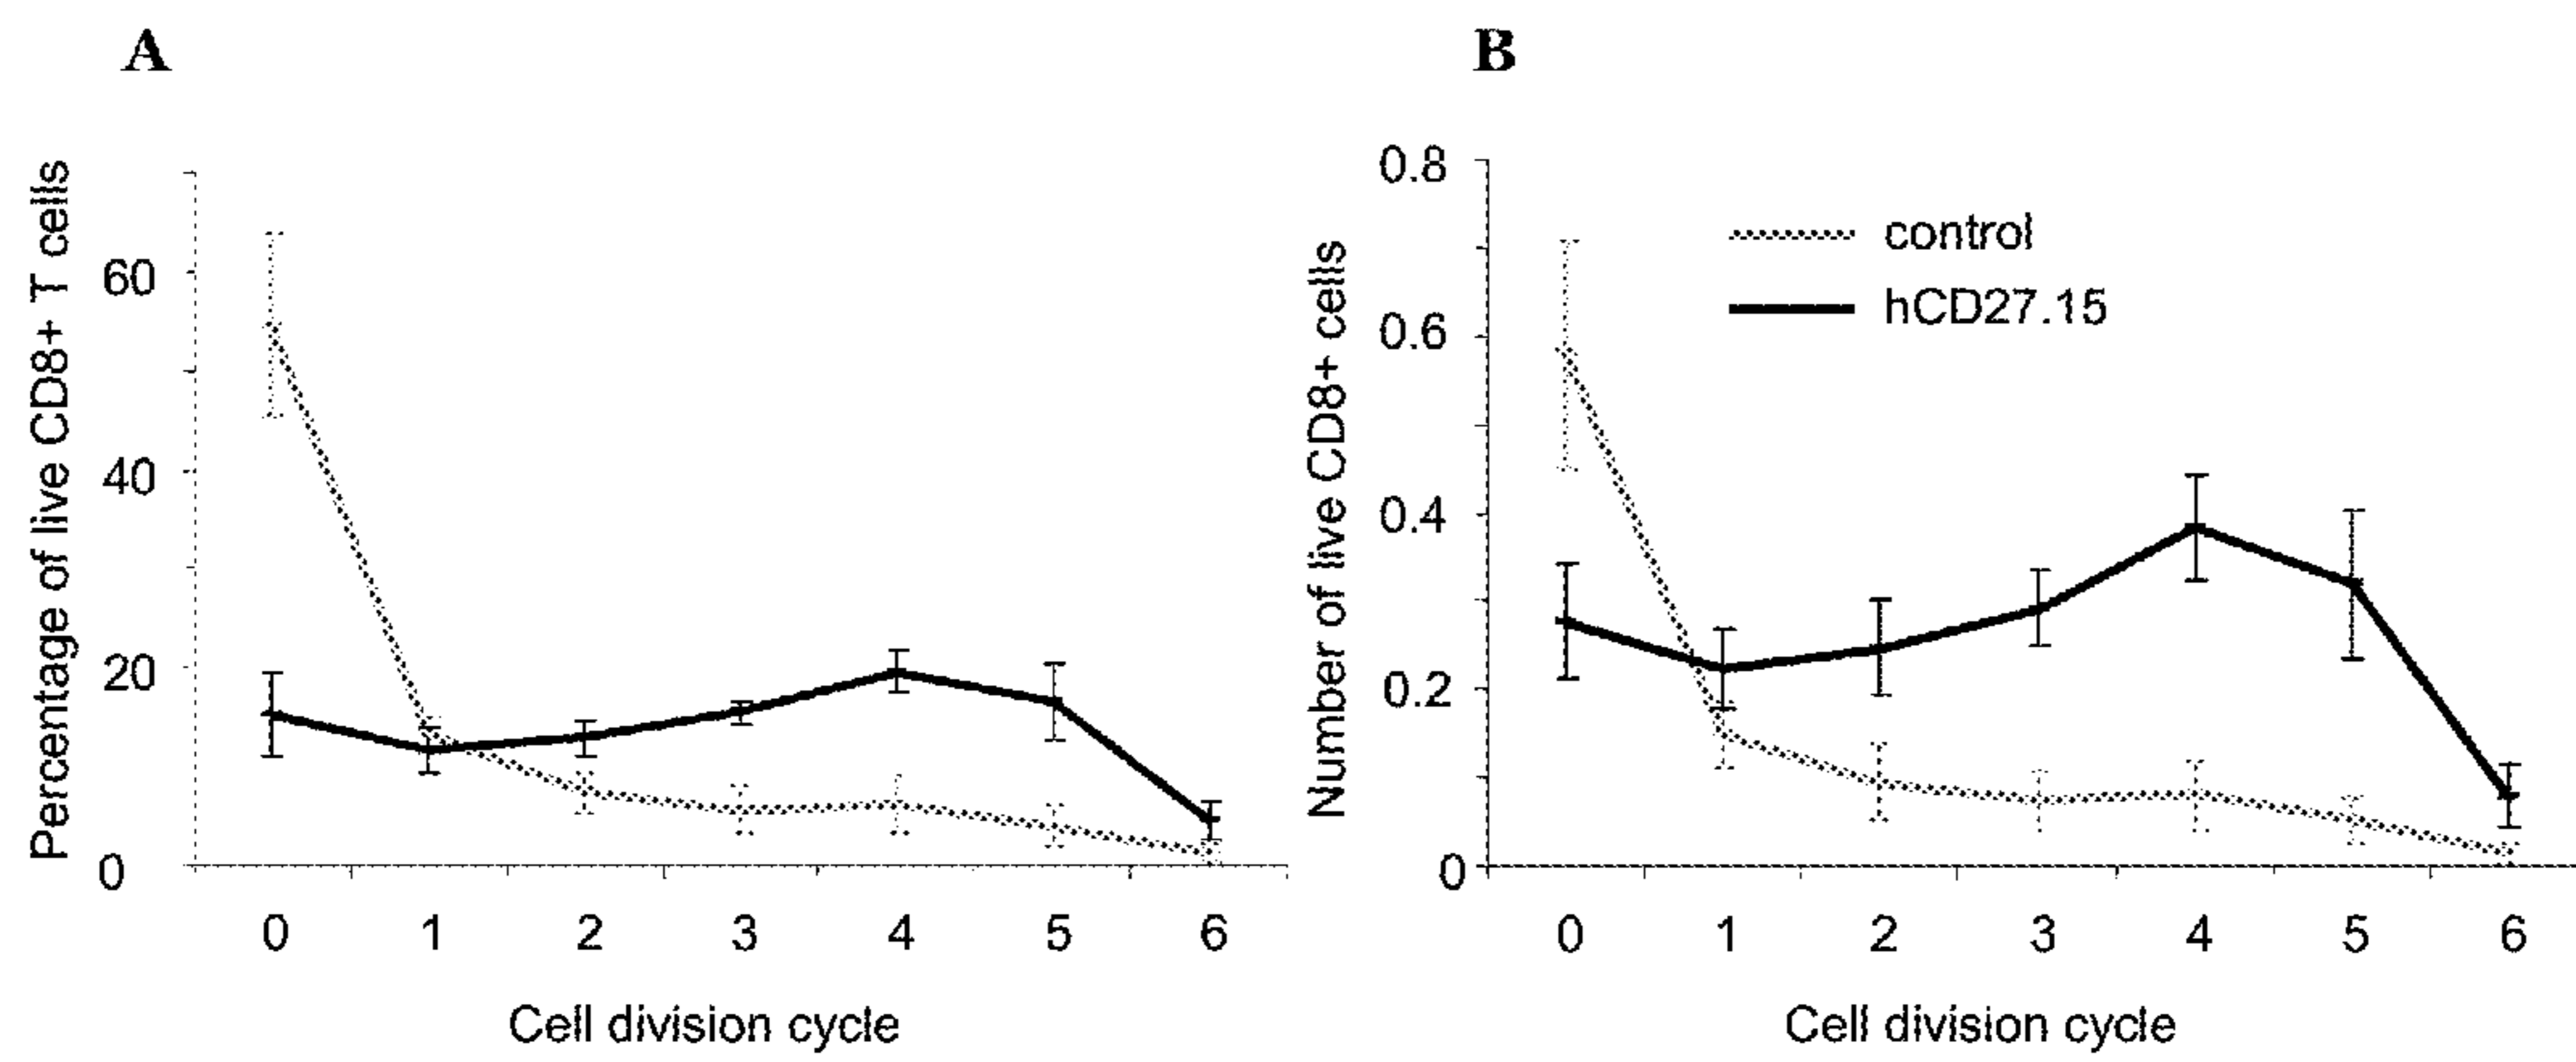 A
Percentage of live CD8+ T cells
60
40
20
0
0 1 2 3 4 5 6
Cell division cycle
B
Number of live CD8+ cells
0.8
0.6
0.4
0.2
0
control
hCD27.15
0 1 2 3 4 5 6
Cell division cycle